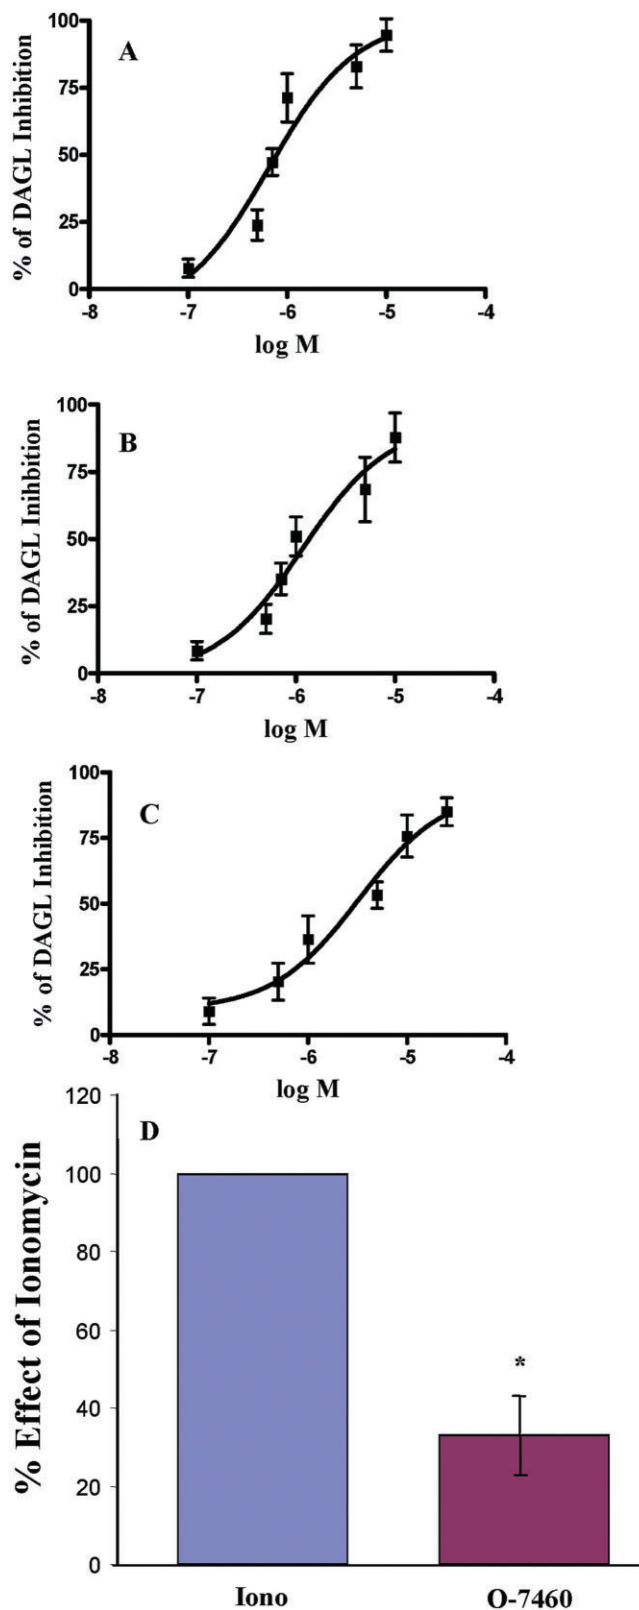 100
A
75
50
25
0
% of DAGL Inhibition
-8 -7 -6 -5 -4
log M
100
B
75
50
25
0
% of DAGL Inihbition
-8 -7 -6 -5 -4
log M
100
C
75
50
25
0
% of DAGL Inhibition
-7 -6 -5 -4
-8
log M
120
D
100
80
60
40
20
0
% Effect of Ionomycin
*
Iono O-7460